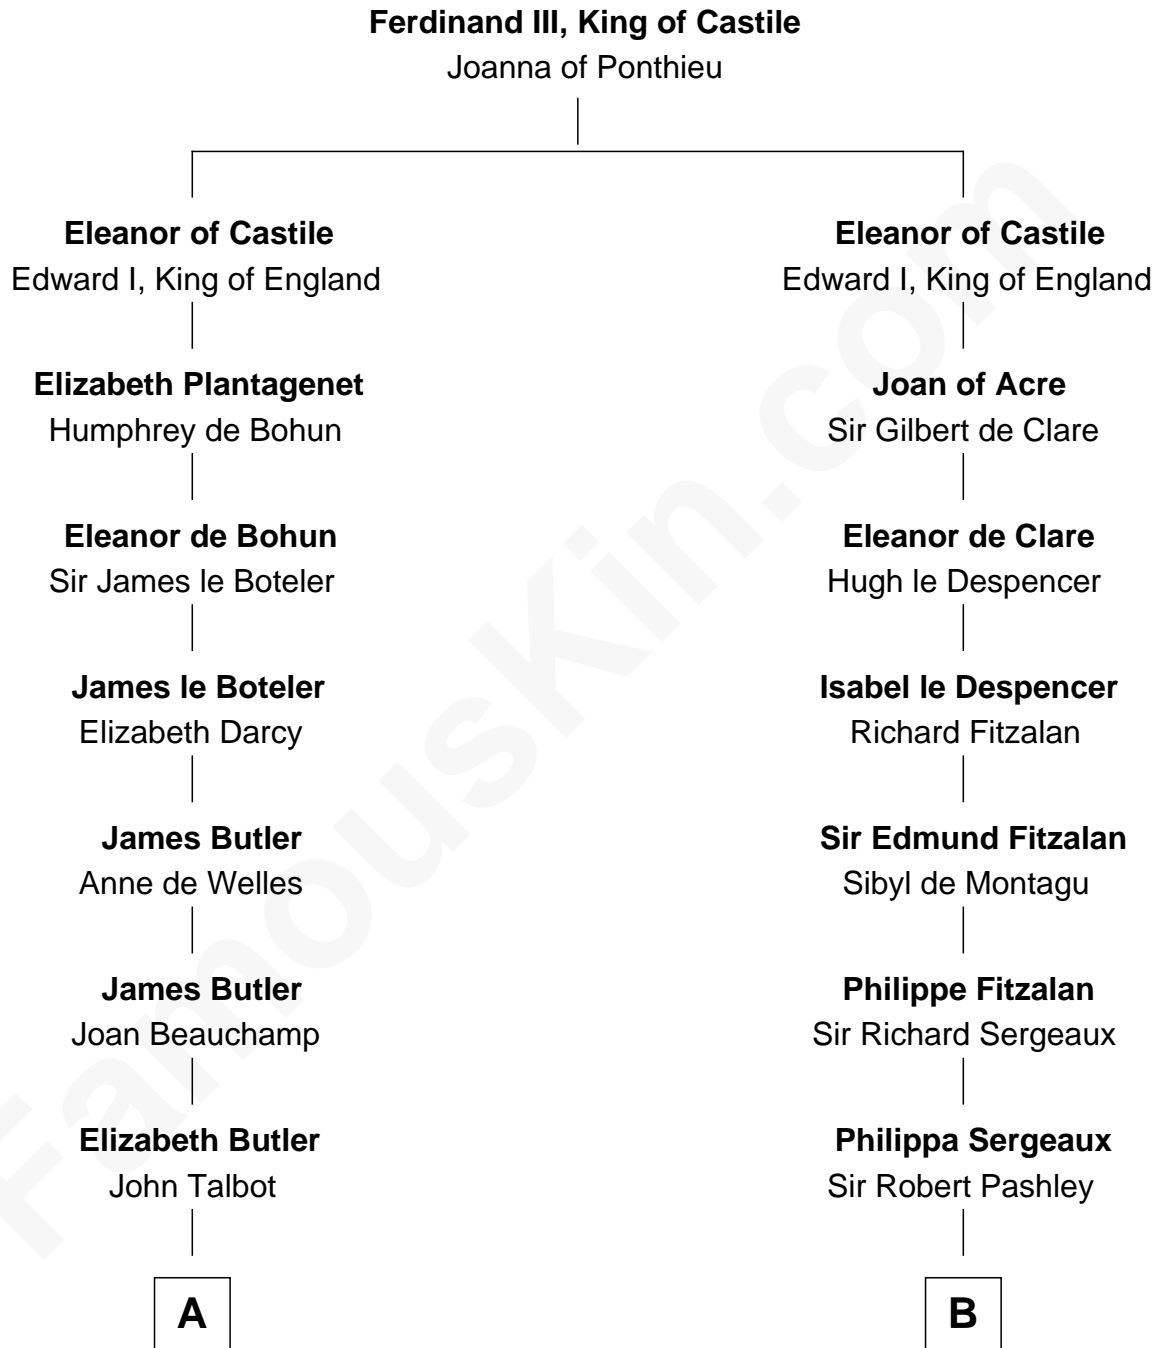 Ferdinand III, King of Castile
Joanna of Ponthieu
Eleanor of Castile
Edward I, King of England
Elizabeth Plantagenet
Humphrey de Bohun
Eleanor de Bohun
Sir James le Boteler
James le Boteler
Elizabeth Darcy
James Butler
Anne de Welles
James Butler
Joan Beauchamp
Elizabeth Butler
John Talbot
A
Eleanor of Castile
Edward I, King of England
Joan of Acre
Sir Gilbert de Clare
Eleanor de Clare
Hugh le Despencer
Isabel le Despencer
Richard Fitzalan
Sir Edmund Fitzalan
Sibyl de Montagu
Philippe Fitzalan
Sir Richard Sergeaux
Philippa Sergeaux
Sir Robert Pashley
B
FamousKin.com